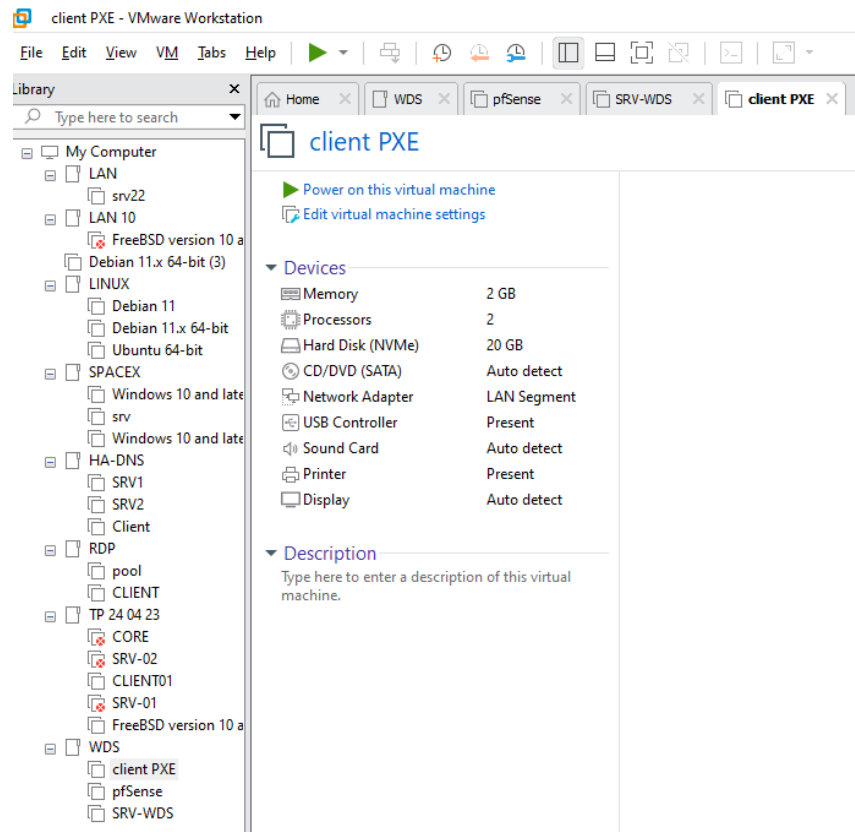 client PXE - VMware Workstation
File Edit View VM Tabs Help
Library
Type here to search
My Computer
LAN
srv22
LAN 10
FreeBSD version 10 a
Debian 11.x 64-bit (3)
LINUX
Debian 11
Debian 11.x 64-bit
Ubuntu 64-bit
SPACEX
Windows 10 and late
srv
Windows 10 and late
HA-DNS
SRV1
SRV2
Client
RDP
pool
CLIENT
TP 24 04 23
CORE
SRV-02
CLIENT01
SRV-01
FreeBSD version 10 a
WDS
client PXE
pfSense
SRV-WDS
Home WDS pfSense SRV-WDS client PXE
client PXE
Power on this virtual machine
Edit virtual machine settings
Devices
Memory 2 GB
Processors 2
Hard Disk (NVMe) 20 GB
CD/DVD (SATA) Auto detect
Network Adapter LAN Segment
USB Controller Present
Sound Card Auto detect
Printer Present
Display Auto detect
Description
Type here to enter a description of this virtual
machine.